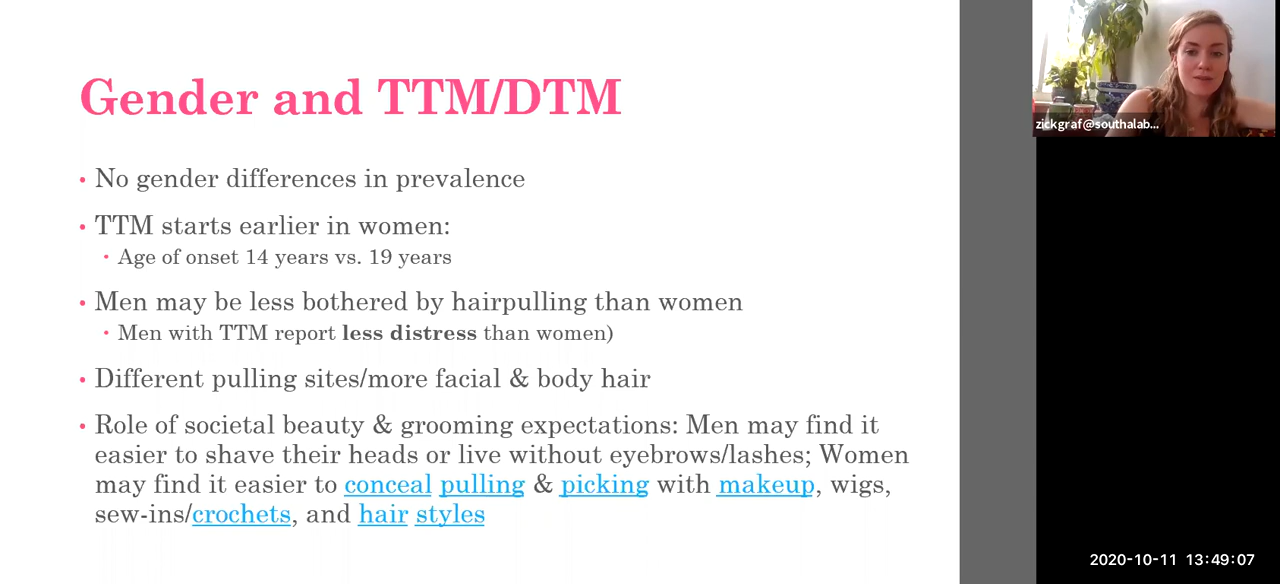 Gender and TTM/DTM
• No gender differences in prevalence
• TTM starts earlier in women:
• Age of onset 14 years vs. 19 years
• Men may be less bothered by hairpulling than women
• Men with TTM report less distress than women)
• Different pulling sites/more facial & body hair
• Role of societal beauty & grooming expectations: Men may find it
easier to shave their heads or live without eyebrows/lashes; Women
may find it easier to conceal pulling & picking with makeup, wigs,
sew-ins/crochets, and hair styles
zickgraf@southalab...
2020-10-11 13:49:07